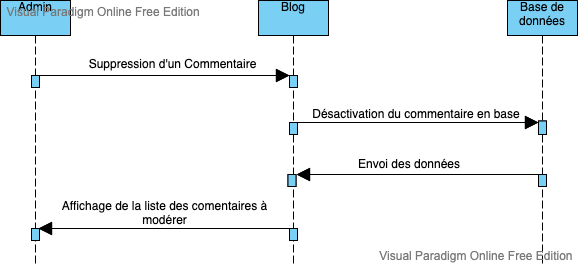 Visual Paradigm Online Free Edition
Admin
Blog
Base de
données
Suppression d'un Commentaire
Désactivation du commentaire en base
Envoi des données
Affichage de la liste des comentaires à
modérer
Visual Paradigm Online Free Edition